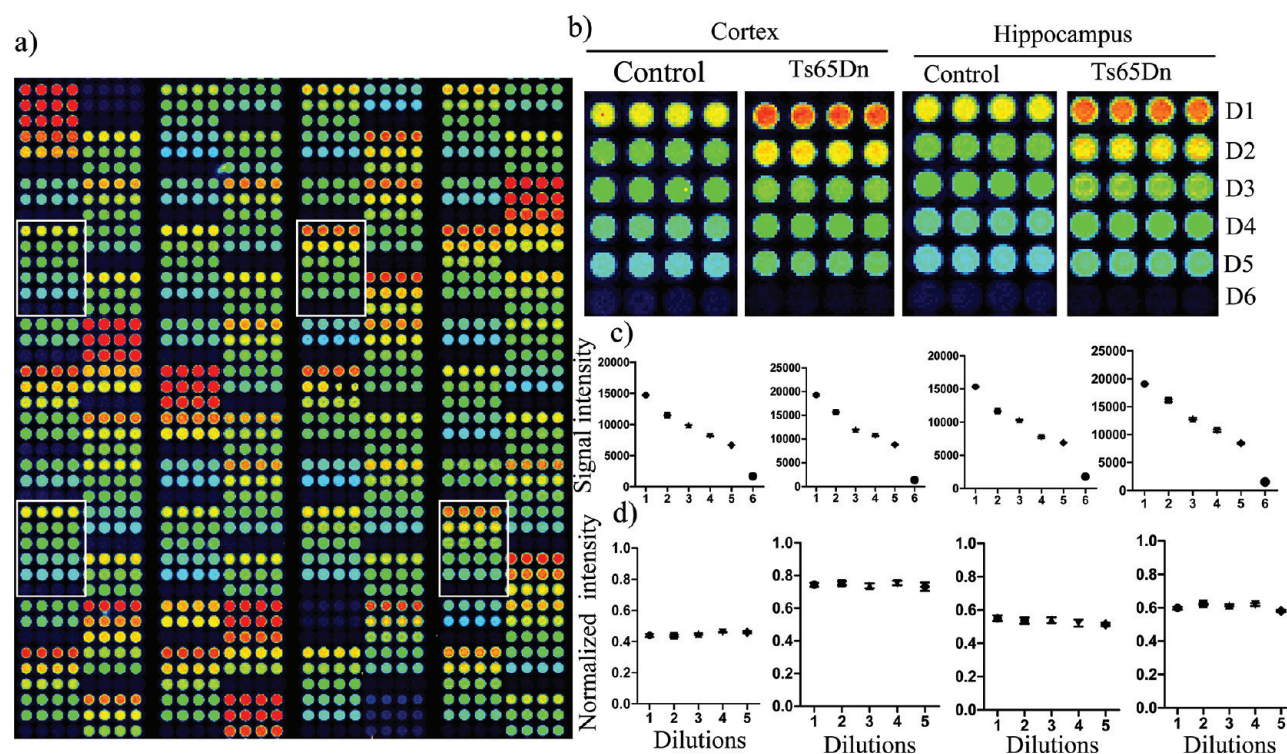 a)
b)
Cortex
Hippocampus
Control
Ts65Dn
Control
Ts65Dn
D1
D2
D3
D4
D5
D6
c)
Signal intensity
20000
15000
10000
5000
0
1 2 3 4 5 6
25000
20000
15000
10000
5000
0
1 2 3 4 5 6
20000
15000
10000
5000
0
1 2 3 4 5 6
25000
20000
15000
10000
5000
0
1 2 3 4 5 6
d)
Normalized intensity
1.0
0.8
0.6
0.4
0.2
0.0
1 2 3 4 5
Dilutions
1.0
0.8
0.6
0.4
0.2
0.0
1 2 3 4 5
Dilutions
1.0
0.8
0.6
0.4
0.2
0.0
1 2 3 4 5
Dilutions
1.0
0.8
0.6
0.4
0.2
0.0
1 2 3 4 5
Dilutions